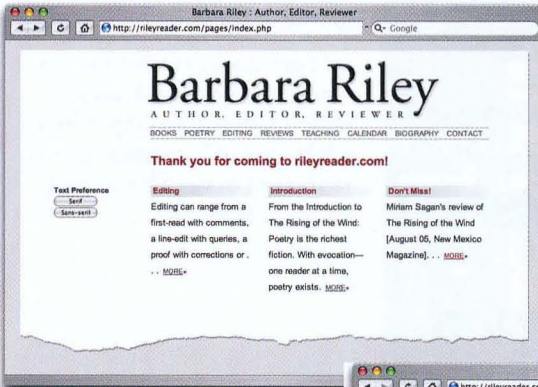 Barbara Riley : Author, Editor, Reviewer
http://rileyreader.com/pages/index.php
Q- Google
Barbara Riley
AUTHOR, EDITOR, REVIEWER
BOOKS POETRY EDITING REVIEWS TEACHING CALENDAR BIOGRAPHY CONTACT
Thank you for coming to rileyreader.com!
Text Preference
Serif
Sans-serif
Editing
Editing can range from a
first-read with comments,
a line-edit with queries, a
proof with corrections or .
. . MORE»
Introduction
From the Introduction to
The Rising of the Wind:
Poetry is the richest
fiction. With evocation—
one reader at a time,
poetry exists. MORE»
Don't Miss!
Miriam Sagan's review of
The Rising of the Wind
[August 05, New Mexico
Magazine]. . . MORE»
http://rileyreader.co